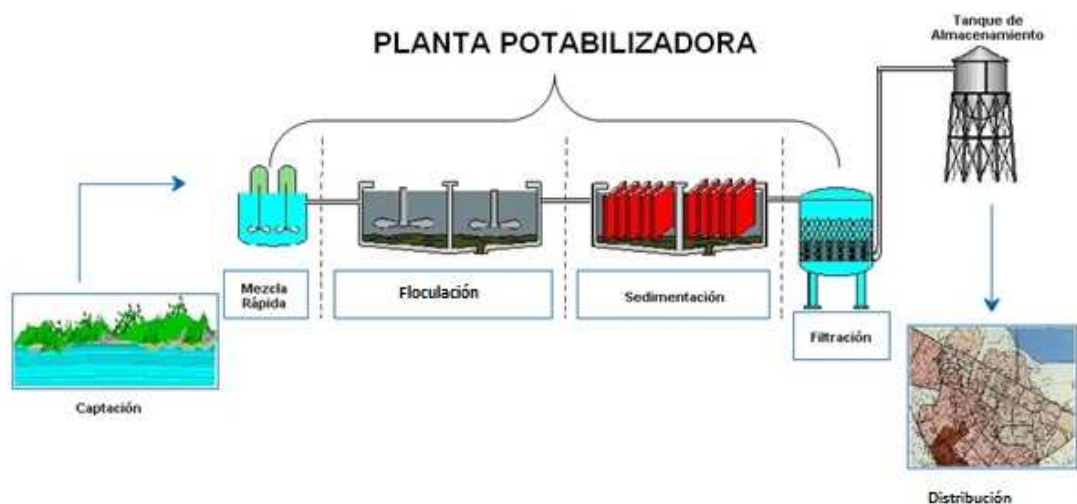 PLANTA POTABILIZADORA
Tanque de
Almacenamiento
Mezcla
Rápida
Floculación
Sedimentación
Filtración
Captación
Distribución